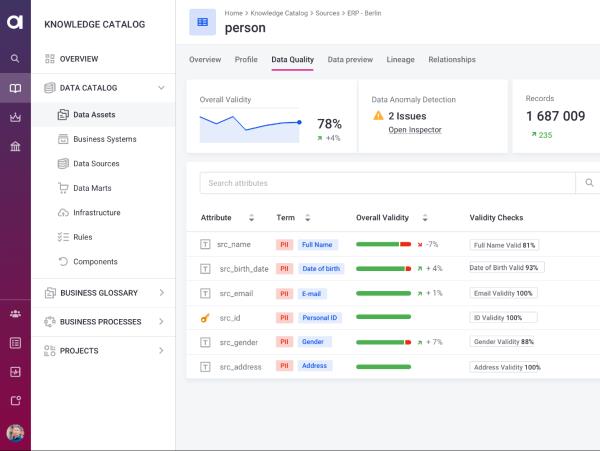 KNOWLEDGE CATALOG
OVERVIEW
DATA CATALOG
Data Assets
Business Systems
Data Sources
Data Marts
Infrastructure
Rules
Components
BUSINESS GLOSSARY
BUSINESS PROCESSES
PROJECTS
Home > Knowledge Catalog > Sources > ERP - Berlin
person
Overview Profile Data Quality Data preview Lineage Relationships
Overall Validity
78%
+4%
Data Anomaly Detection
2 Issues
Open Inspector
Records
1 687 009
235
Search attributes
Attribute Term Overall Validity Validity Checks
T src_name PII Full Name -7% Full Name Valid 81%
T src_birth_date PII Date of birth + 4% Date of Birth Valid 93%
T src_email PII E-mail + 1% Email Validity 100%
src_id PII Personal ID ID Validity 100%
T src_gender PII Gender + 7% Gender Validity 88%
T src_address PII Address Address Validity 100%